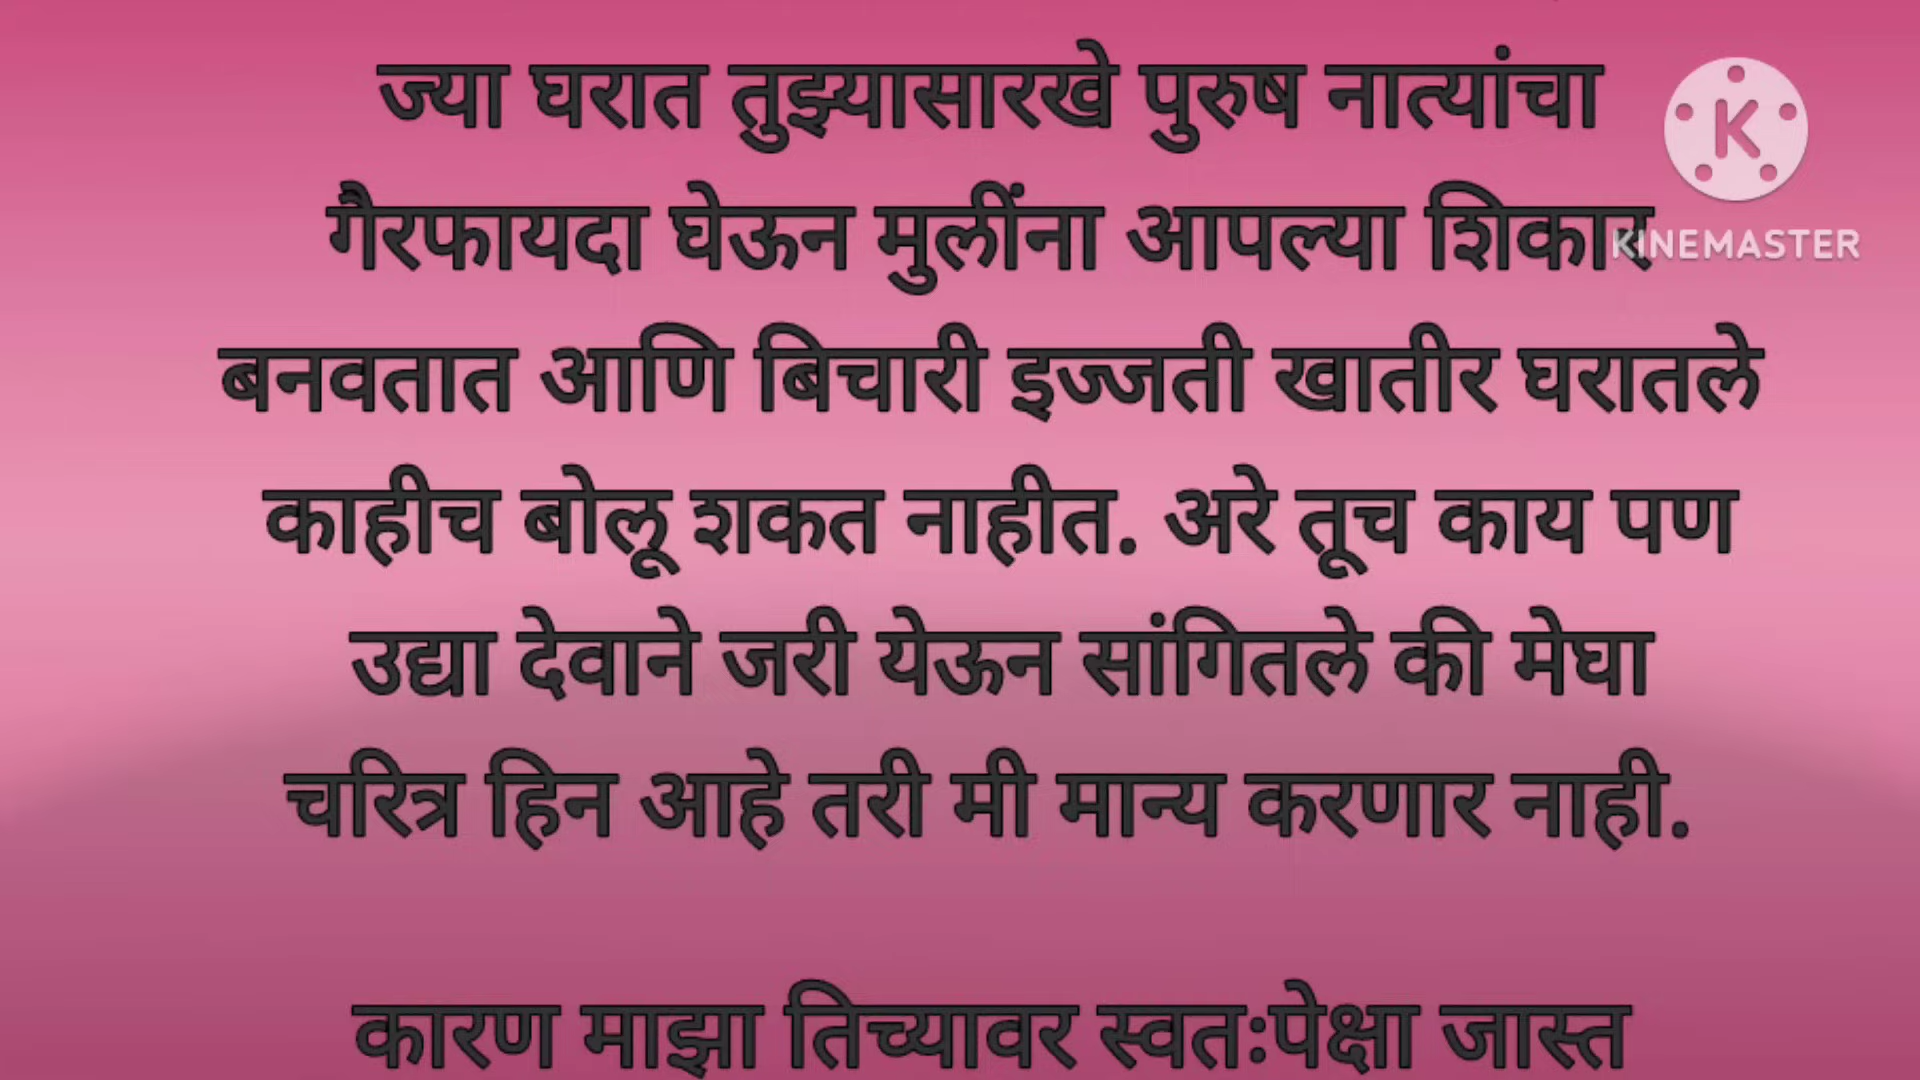 ज्या घरात तुझ्यासारखे पुरुष नात्यांचा
गैरफायदा घेऊन मुलींना आपल्या शिकार
KINEMASTER
बनवतात आणि बिचारी इज्जती खातीर घरातले
काहीच बोलू शकत नाहीत. अरे तूच काय पण
उद्या देवाने जरी येऊन सांगितले की मेघा
चरित्र हिन आहे तरी मी मान्य करणार नाही.
कारण माझा तिच्यावर स्वतःपेक्षा जास्त